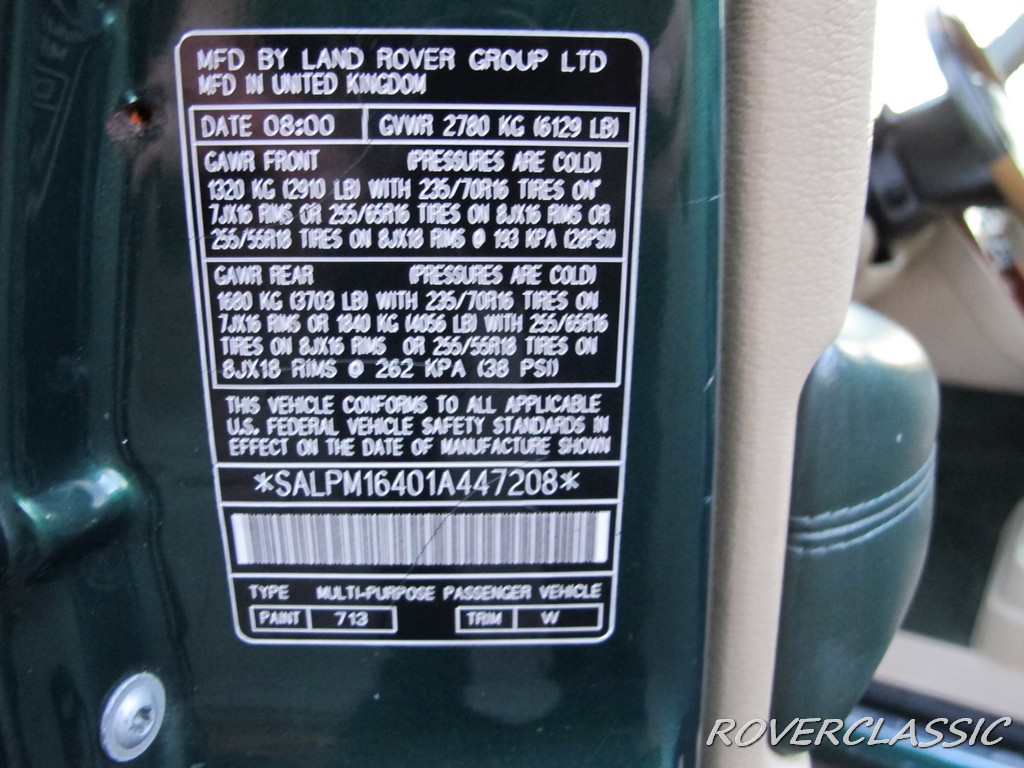 MFD BY LAND ROVER GROUP LTD
MFD IN UNITED KINGDOM
DATE 08:00 GVWR 2780 KG (6129 LB)
GAWR FRONT (PRESSURES ARE COLD)
1320 KG (2910 LB) WITH 235/70R16 TIRES ON
7JX16 RIMS OR 255/65R16 TIRES ON 8JX16 RIMS OR
255/55R18 TIRES ON 8JX18 RIMS @ 193 KPA (28PSI)
GAWR REAR (PRESSURES ARE COLD)
1680 KG (3703 LB) WITH 235/70R16 TIRES ON
7JX16 RIMS OR 1840 KG (4056 LB) WITH 255/65R16
TIRES ON 8JX16 RIMS OR 255/55R18 TIRES ON
8JX18 RIMS @ 262 KPA (38 PSI)
THIS VEHICLE CONFORMS TO ALL APPLICABLE
U.S. FEDERAL VEHICLE SAFETY STANDARDS IN
EFFECT ON THE DATE OF MANUFACTURE SHOWN
*SALPM16401A447208*
TYPE MULTI-PURPOSE PASSENGER VEHICLE
PAINT 713 TRIM W
ROVERCLASSIC